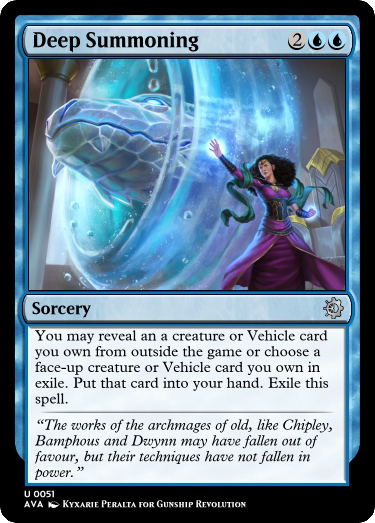 Deep Summoning 2
Sorcery
You may reveal an a creature or Vehicle card
you own from outside the game or choose a
face-up creature or Vehicle card you own in
exile. Put that card into your hand. Exile this
spell.
“The works of the archmages of old, like Chipley,
Bamphous and Dwynn may have fallen out of
favour, but their techniques have not fallen in
power.”
U 0051
AVA Kyxarie Peralta for Gunship Revolution